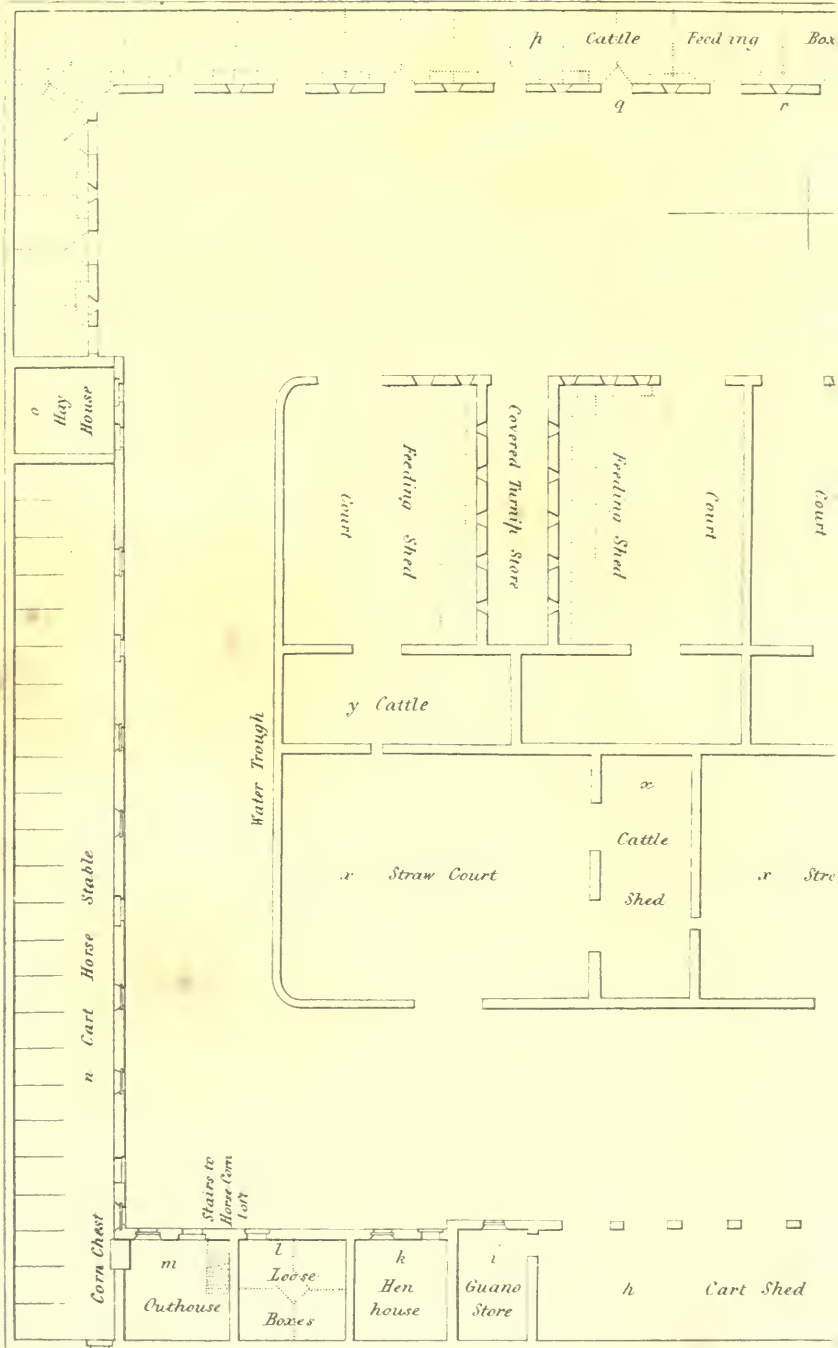 p Cattle Feeding Box
q r
o Hay
House
Court
Feeding Shed
Covered Turnip Store
Feeding Shed
Court
Court
y Cattle
Water Trough
x
Cattle
Shed
x Straw Court
x Stra
n Cart Horse Stable
Stairs to
Horse Corn
loft
Corn Chest
m
Outhouse
l
Loose
Boxes
k
Hen
house
i
Guano
Store
h Cart Shed